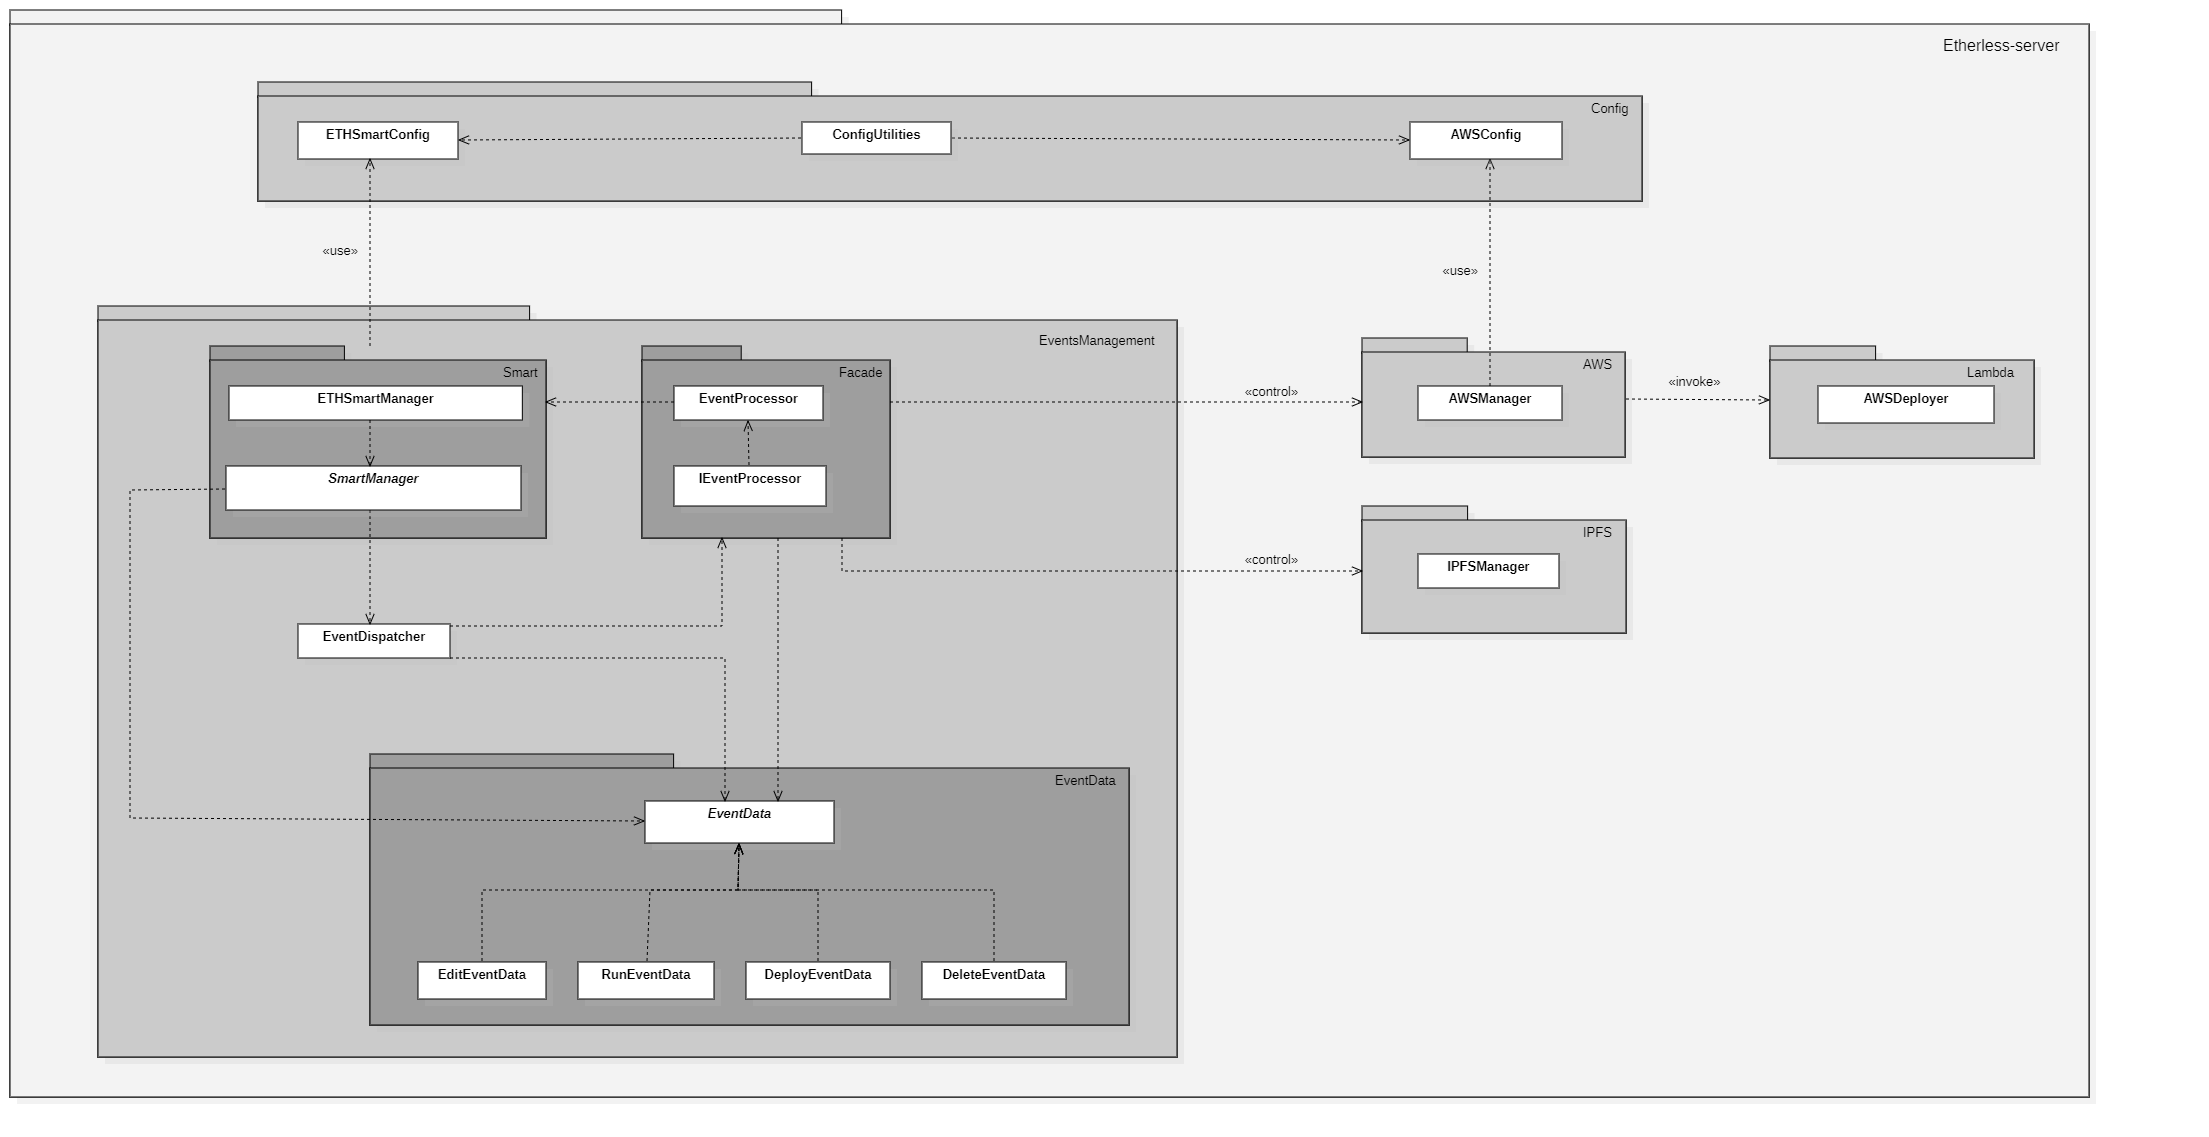 Etherless-server
Config
ETHSmartConfig
ConfigUtilities
AWSConfig
«use»
«use»
EventsManagement
Smart
ETHSmartManager
SmartManager
Facade
EventProcessor
IEventProcessor
«control»
AWS
AWSManager
«invoke»
Lambda
AWSDeployer
«control»
IPFS
IPFSManager
EventDispatcher
EventData
EventData
EditEventData
RunEventData
DeployEventData
DeleteEventData